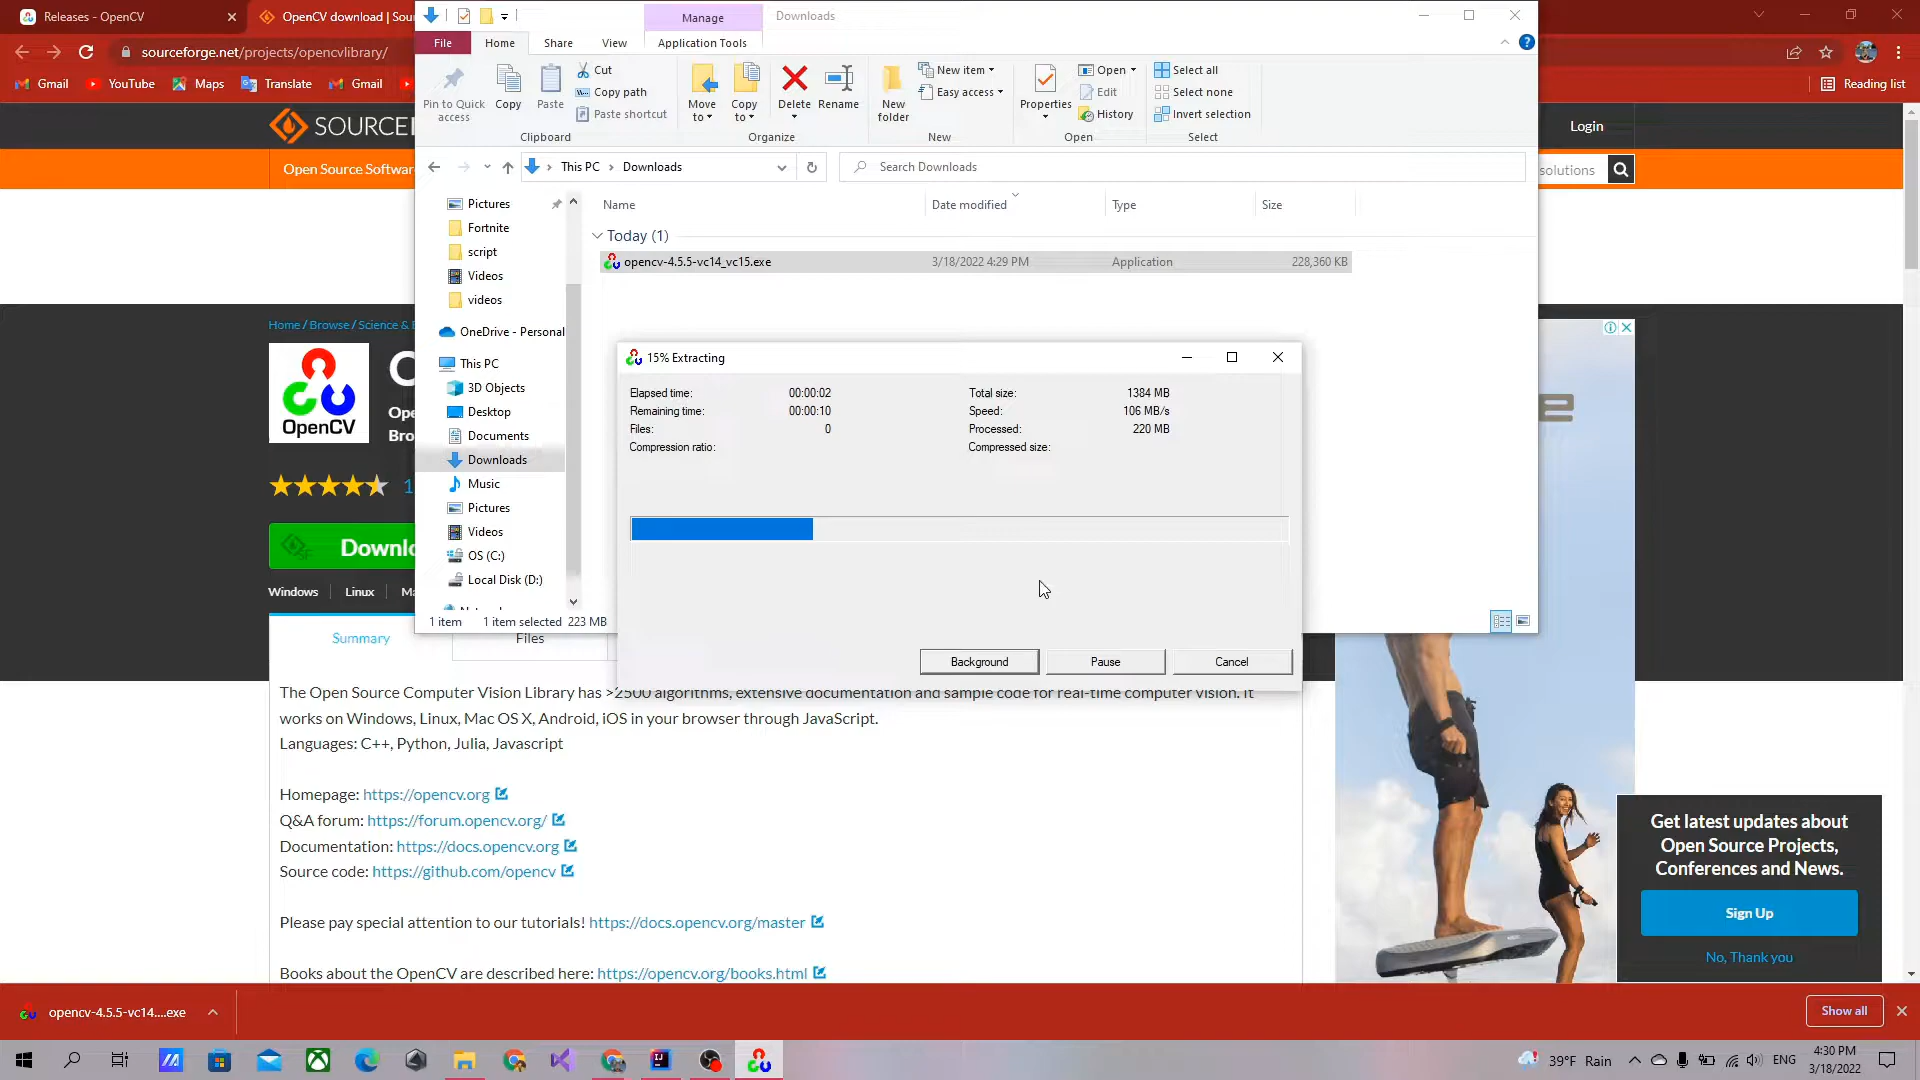 Releases - OpenCV
OpenCV download | Sou
sourceforge.net/projects/opencvlibrary/
Gmail
YouTube
Maps
Translate
Gmail
Reading list
Manage
Downloads
File
Home
Share
View
Application Tools
Pin to Quick access
Copy
Paste
Cut
Copy path
Paste shortcut
Clipboard
Move to
Copy to
Delete
Rename
Organize
New folder
New item
Easy access
New
Properties
Open
Edit
History
Open
Select all
Select none
Invert selection
Select
This PC
Downloads
Search Downloads
SOURCE
Login
Open Source Software
solutions
Name
Date modified
Type
Size
Today (1)
opencv-4.5.5-vc14_vc15.exe
3/18/2022 4:29 PM
Application
228,360 KB
Pictures
Fortnite
script
Videos
videos
OneDrive - Personal
This PC
3D Objects
Desktop
Documents
Downloads
Music
Pictures
Videos
OS (C:)
Local Disk (D:)
1 item
1 item selected
223 MB
15% Extracting
Elapsed time:
00:00:02
Total size:
1384 MB
Remaining time:
00:00:10
Speed:
106 MB/s
Files:
0
Processed:
220 MB
Compression ratio:
Compressed size:
Background
Pause
Cancel
Home / Browse / Science &
OpenCV
Windows
Linux
Summary
Files
The Open Source Computer Vision Library has >2500 algorithms, extensive documentation and sample code for real-time computer vision. It
works on Windows, Linux, Mac OS X, Android, iOS in your browser through JavaScript.
Languages: C++, Python, Julia, Javascript
Homepage: https://opencv.org
Q&A forum: https://forum.opencv.org/
Documentation: https://docs.opencv.org
Source code: https://github.com/opencv
Please pay special attention to our tutorials! https://docs.opencv.org/master
Books about the OpenCV are described here: https://opencv.org/books.html
Get latest updates about
Open Source Projects,
Conferences and News.
Sign Up
No, Thank you
opencv-4.5.5-vc14....exe
Show all
39°F Rain
ENG
4:30 PM
3/18/2022